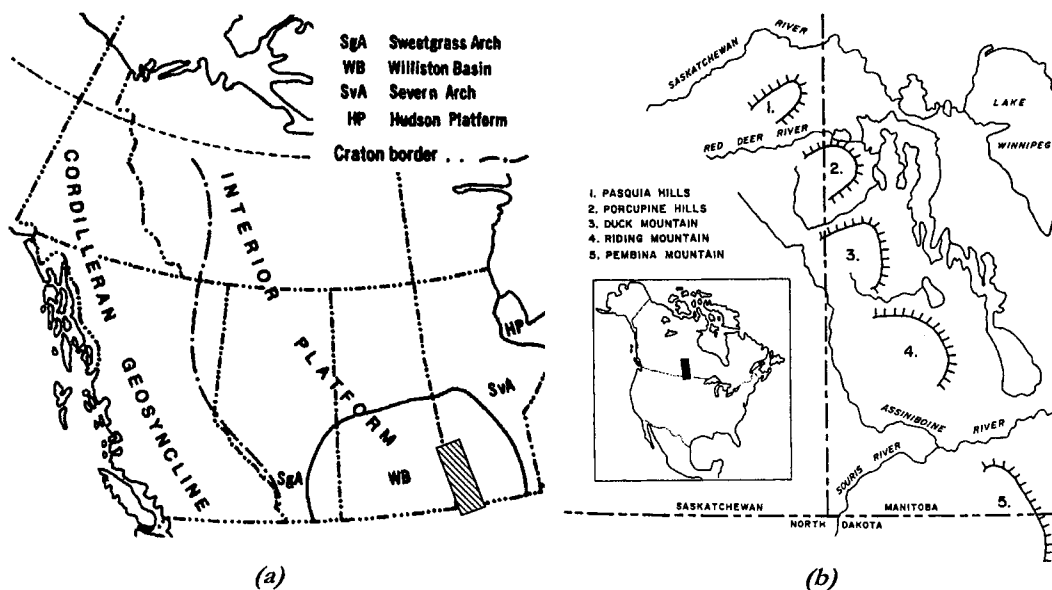 SgA Sweetgrass Arch
WB Williston Basin
SvA Severn Arch
HP Hudson Platform
Craton border
CORDILLERAN
GEOSYNCLINE
INTERIOR
PLATFORM
HP
SvA
SgA
WB
(a)
SASKATCHEWAN RIVER
1.
RED DEER RIVER
LAKE
WINNIPEG
2.
1. PASQUIA HILLS
2. PORCUPINE HILLS
3. DUCK MOUNTAIN
4. RIDING MOUNTAIN
5. PEMBINA MOUNTAIN
3.
4.
ASSINIBOINE RIVER
SOURIS RIVER
5.
SASKATCHEWAN
MANITOBA
NORTH DAKOTA
(b)